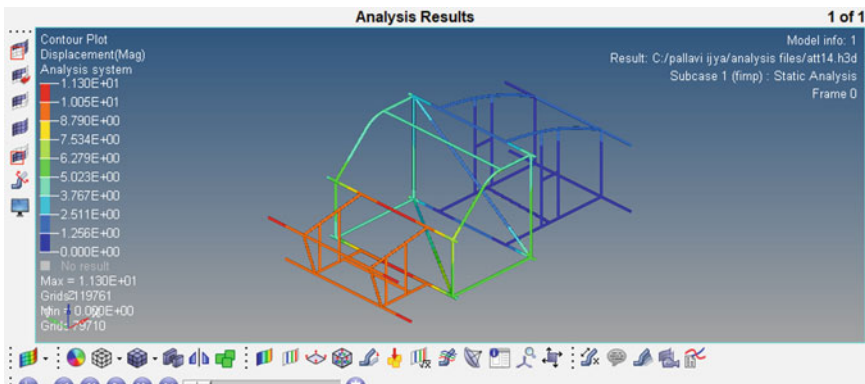 Analysis Results
1 of 1
Contour Plot
Displacement(Mag)
Analysis system
1.130E+01
1.005E+01
8.790E+00
7.534E+00
6.279E+00
5.023E+00
3.767E+00
2.511E+00
1.256E+00
0.000E+00
No result
Max = 1.130E+01
Grids 119761
Min = 0.000E+00
Grids 79710
Model info: 1
Result: C:/pallavi ijya/analysis files/att14.h3d
Subcase 1 (fimp) : Static Analysis
Frame 0